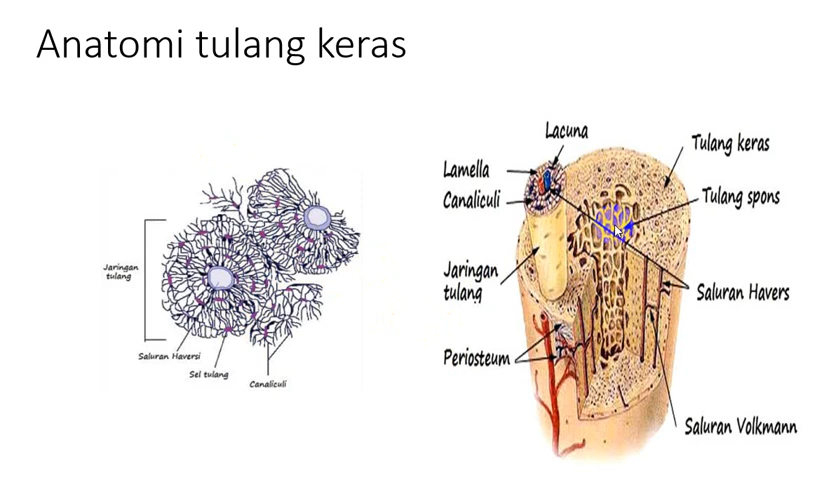 Anatomi tulang keras
Jaringan
tulang
Saluran Haversi
Sel tulang
Canaliculi
Lacuna
Lamella
Canaliculi
Jaringan
tulang
Periosteum
Tulang keras
Tulang spons
Saluran Havers
Saluran Volkmann